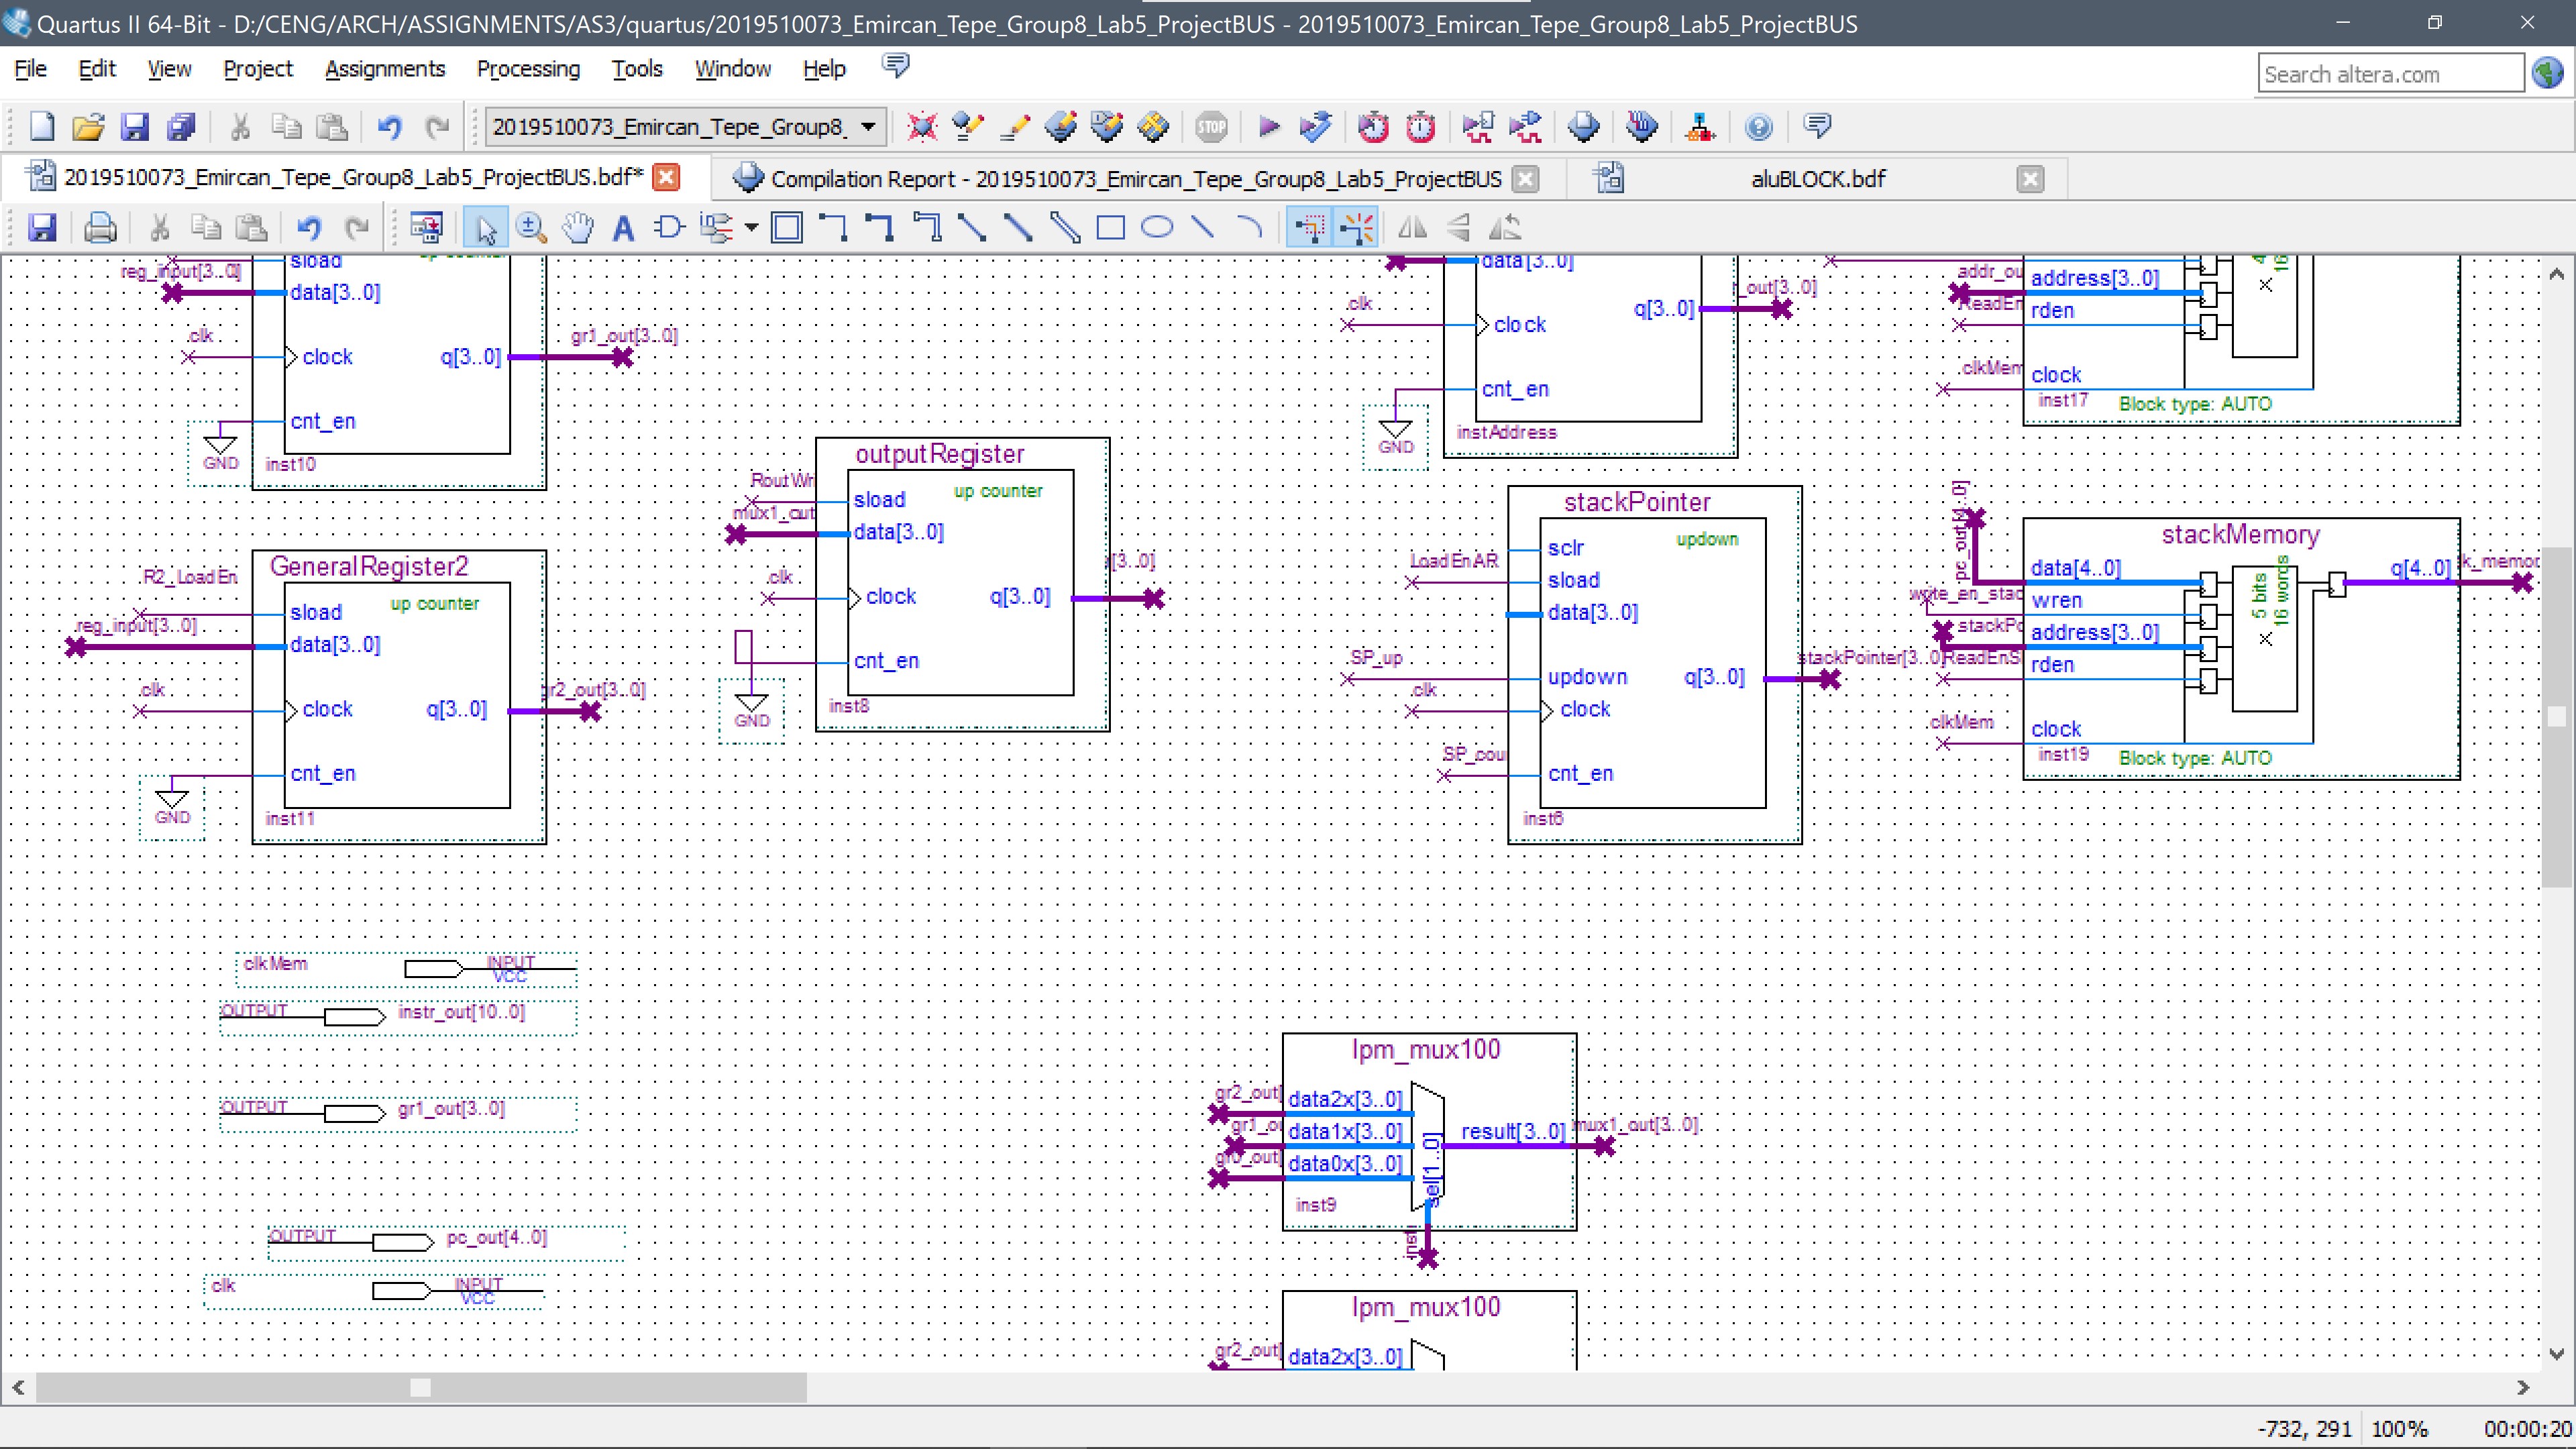 Quartus II 64-Bit - D:/CENG/ARCH/ASSIGNMENTS/AS3/quartus/2019510073_Emircan_Tepe_Group8_Lab5_ProjectBUS - 2019510073_Emircan_Tepe_Group8_Lab5_ProjectBUS
File Edit View Project Assignments Processing Tools Window Help
Search altera.com
2019510073_Emircan_Tepe_Group8_
STOP
2019510073_Emircan_Tepe_Group8_Lab5_ProjectBUS.bdf*
Compilation Report - 2019510073_Emircan_Tepe_Group8_Lab5_ProjectBUS
aluBLOCK.bdf
sload
up counter
reg_input[3..0]
data[3..0]
clk
clock
q[3..0]
gr1_out[3..0]
cnt_en
GND
inst10
data[3..0]
clk
clock
q[3..0]
_out[3..0]
cnt_en
GND
instAddress
addr_ou
address[3..0]
ReadEn
rden
clkMem
clock
inst17
Block type: AUTO
outputRegister
up counter
RoutWri
sload
mux1_out
data[3..0]
clk
clock
q[3..0]
[3..0]
cnt_en
GND
inst8
GeneralRegister2
up counter
R2_LoadEn
sload
reg_input[3..0]
data[3..0]
clk
clock
q[3..0]
gr2_out[3..0]
cnt_en
GND
inst11
stackPointer
updown
sclr
LoadEnAR
sload
data[3..0]
SP_up
updown
q[3..0]
stackPointer[3..0]
clk
clock
SP_cou
cnt_en
inst6
stackMemory
pc_out[4..0]
data[4..0]
5 bits
16 words
q[4..0]
k_memor
write_en_stac
wren
stackPo
address[3..0]
ReadEnS
rden
clkMem
clock
inst19
Block type: AUTO
clkMem
INPUT
VCC
OUTPUT
instr_out[10..0]
OUTPUT
gr1_out[3..0]
OUTPUT
pc_out[4..0]
clk
INPUT
VCC
lpm_mux100
gr2_out[
data2x[3..0]
gr1_ou
data1x[3..0]
result[3..0]
mux1_out[3..0]
gr0_out[
data0x[3..0]
sel[1..0]
inst9
inst
lpm_mux100
gr2_out[
data2x[3..0]
-732, 291
100%
00:00:20